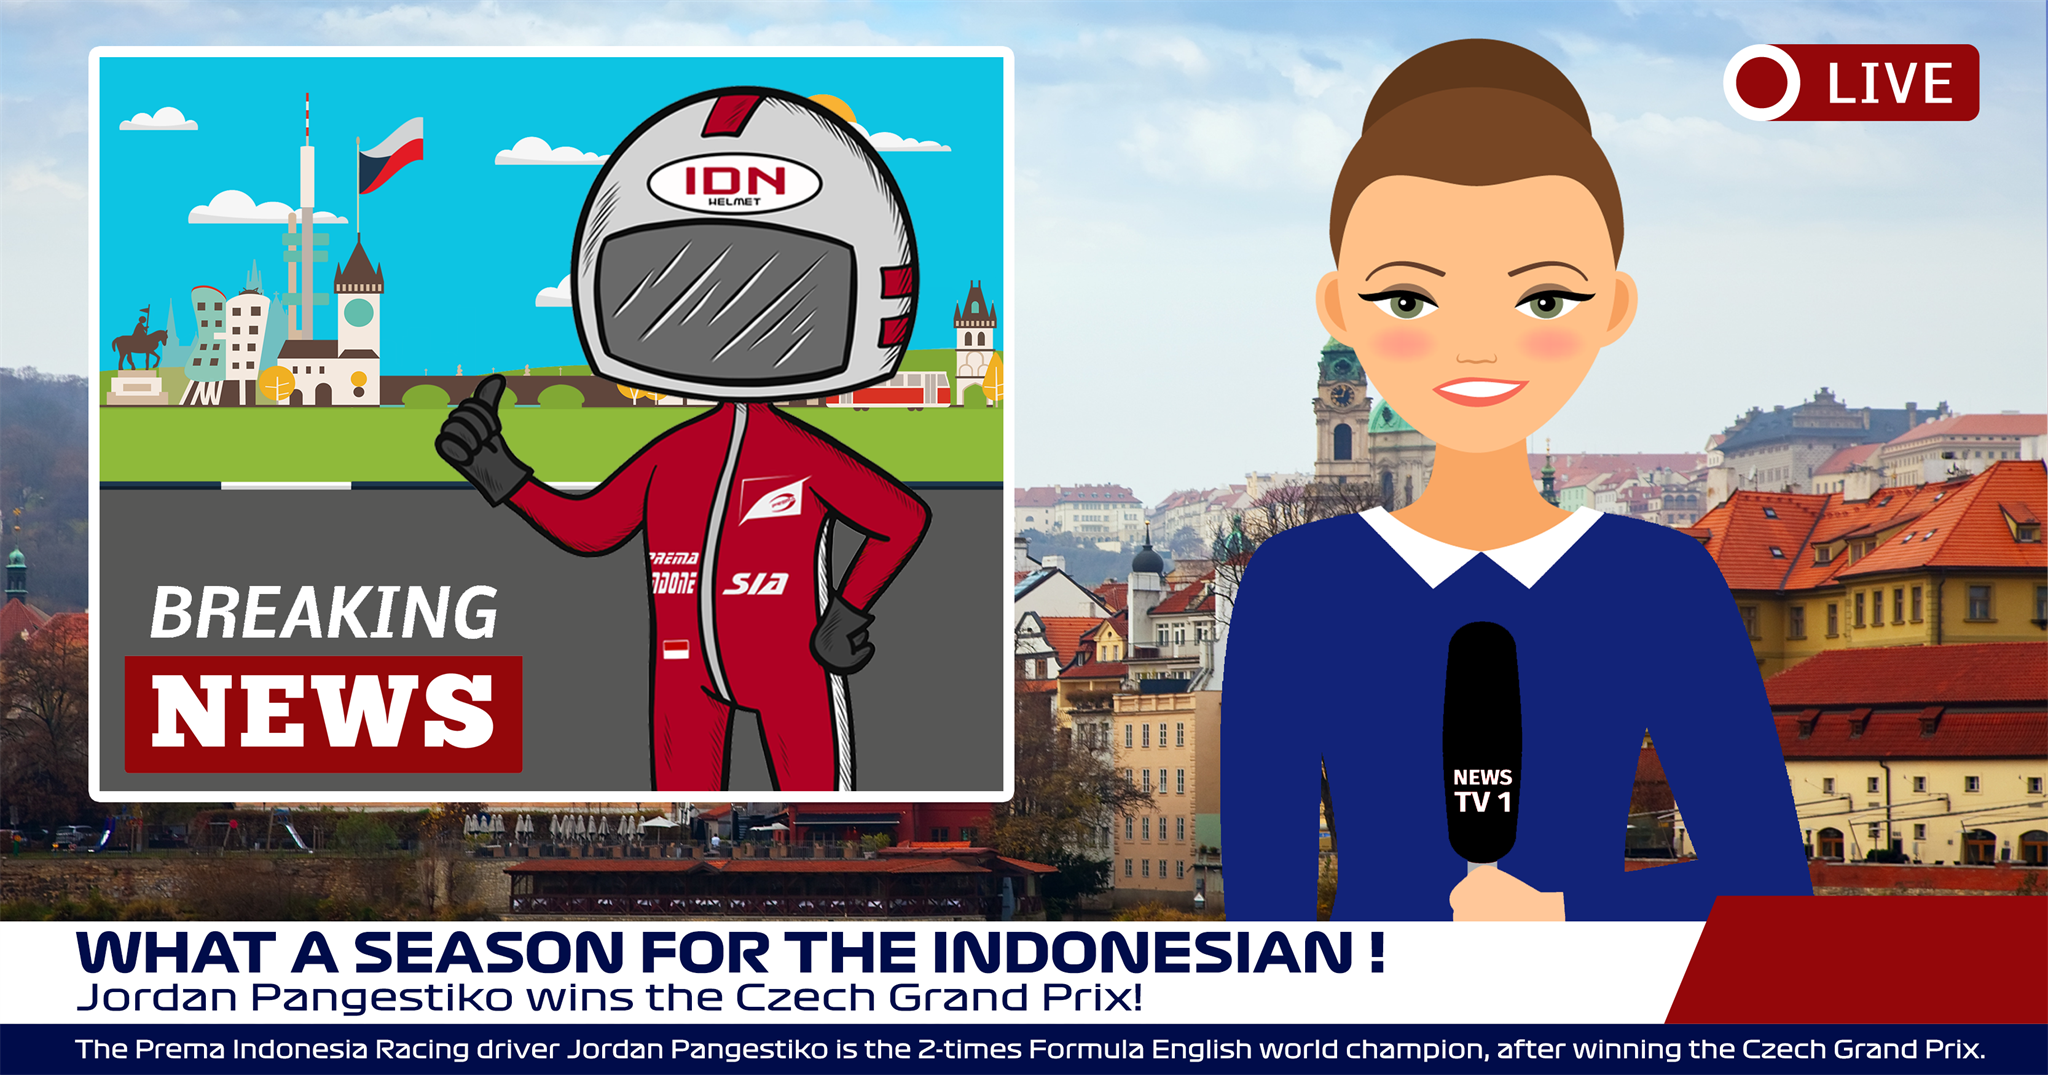 LIVE
IDN
HELMET
PREMA
SIA
BREAKING
NEWS
NEWS
TV 1
WHAT A SEASON FOR THE INDONESIAN !
Jordan Pangestiko wins the Czech Grand Prix!
The Prema Indonesia Racing driver Jordan Pangestiko is the 2-times Formula English world champion, after winning the Czech Grand Prix.